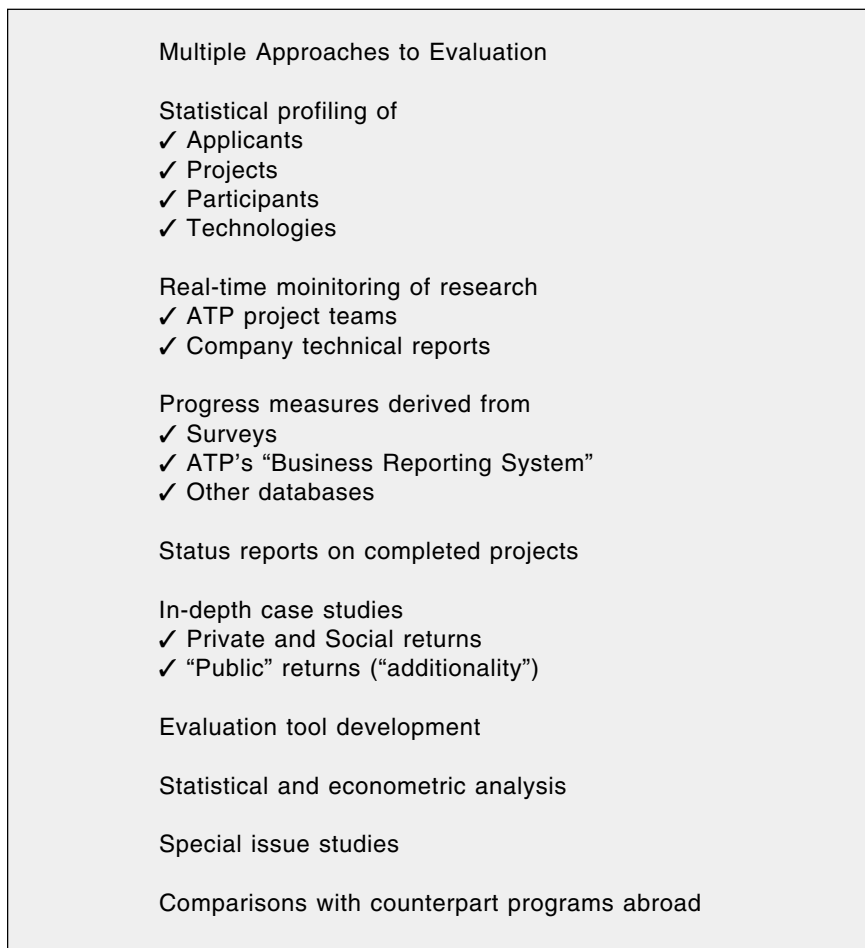 Multiple Approaches to Evaluation
Statistical profiling of
✓ Applicants
✓ Projects
✓ Participants
✓ Technologies
Real-time moinitoring of research
✓ ATP project teams
✓ Company technical reports
Progress measures derived from
✓ Surveys
✓ ATP's “Business Reporting System”
✓ Other databases
Status reports on completed projects
In-depth case studies
✓ Private and Social returns
✓ “Public” returns (“additionality”)
Evaluation tool development
Statistical and econometric analysis
Special issue studies
Comparisons with counterpart programs abroad